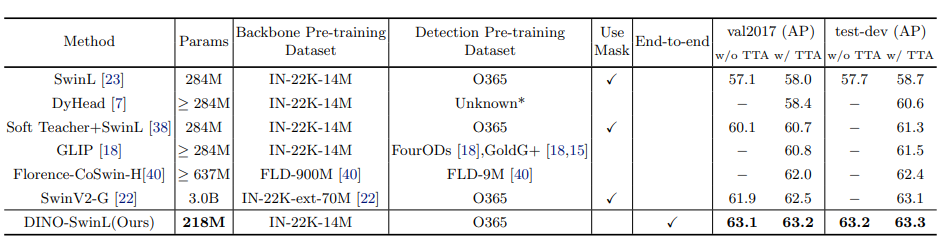 Method Params Backbone Pre-training Dataset Detection Pre-training Dataset Use Mask End-to-end val2017 (AP) test-dev (AP)
w/o TTA w/ TTA w/o TTA w/ TTA
SwinL [23] 284M IN-22K-14M O365 ✓ 57.1 58.0 57.7 58.7
DyHead [7] ≥ 284M IN-22K-14M Unknown* − 58.4 − 60.6
Soft Teacher+SwinL [38] 284M IN-22K-14M O365 ✓ 60.1 60.7 − 61.3
GLIP [18] ≥ 284M IN-22K-14M FourODs [18],GoldG+ [18,15] − 60.8 − 61.5
Florence-CoSwin-H[40] ≥ 637M FLD-900M [40] FLD-9M [40] − 62.0 − 62.4
SwinV2-G [22] 3.0B IN-22K-ext-70M [22] O365 ✓ 61.9 62.5 − 63.1
DINO-SwinL(Ours) 218M IN-22K-14M O365 ✓ 63.1 63.2 63.2 63.3